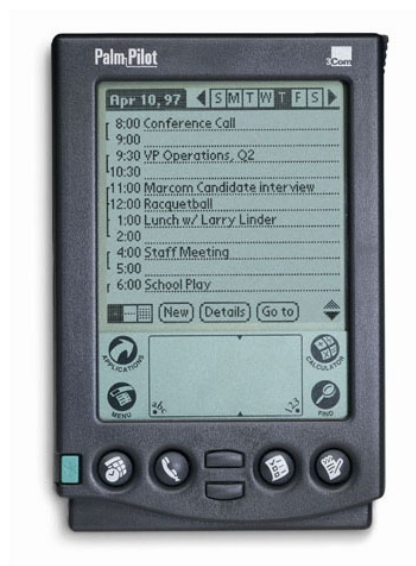 PalmPilot 3Com
Apr 10, 97 S M T W T F S
8:00 Conference Call
9:00
9:30 VP Operations, Q2
10:30
11:00 Marcom Candidate interview
12:00 Racquetball
1:00 Lunch w/ Larry Linder
2:00
4:00 Staff Meeting
5:00
6:00 School Play
New Details Go to
APPLICATIONS CALCULATOR
MENU abc 123 FIND